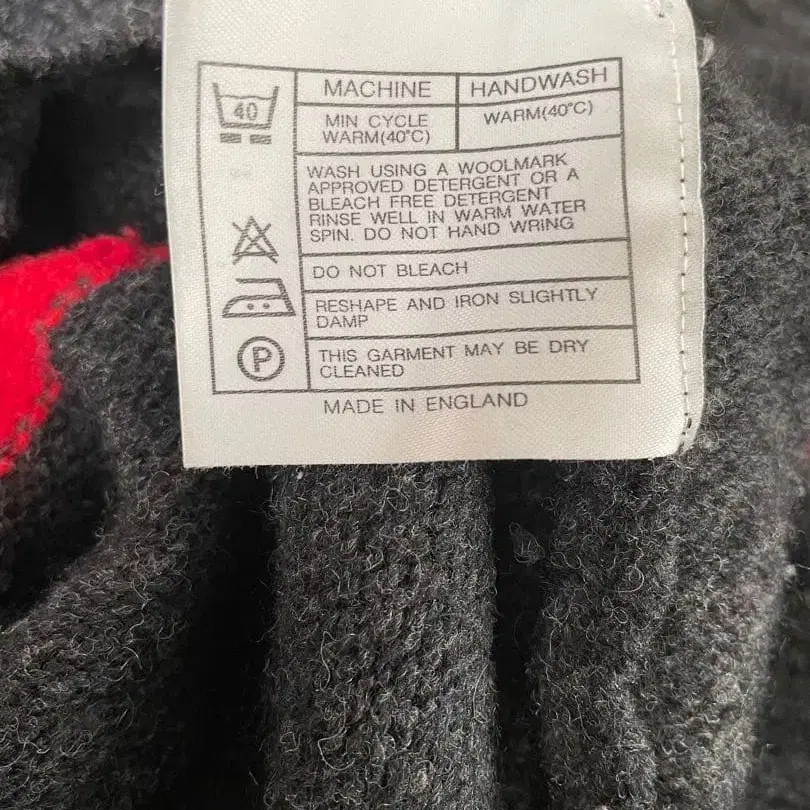 40
MACHINE
HANDWASH
MIN CYCLE
WARM(40°C)
WARM(40°C)
WASH USING A WOOLMARK
APPROVED DETERGENT OR A
BLEACH FREE DETERGENT
RINSE WELL IN WARM WATER
SPIN. DO NOT HAND WRING
DO NOT BLEACH
RESHAPE AND IRON SLIGHTLY
DAMP
P
THIS GARMENT MAY BE DRY
CLEANED
MADE IN ENGLAND